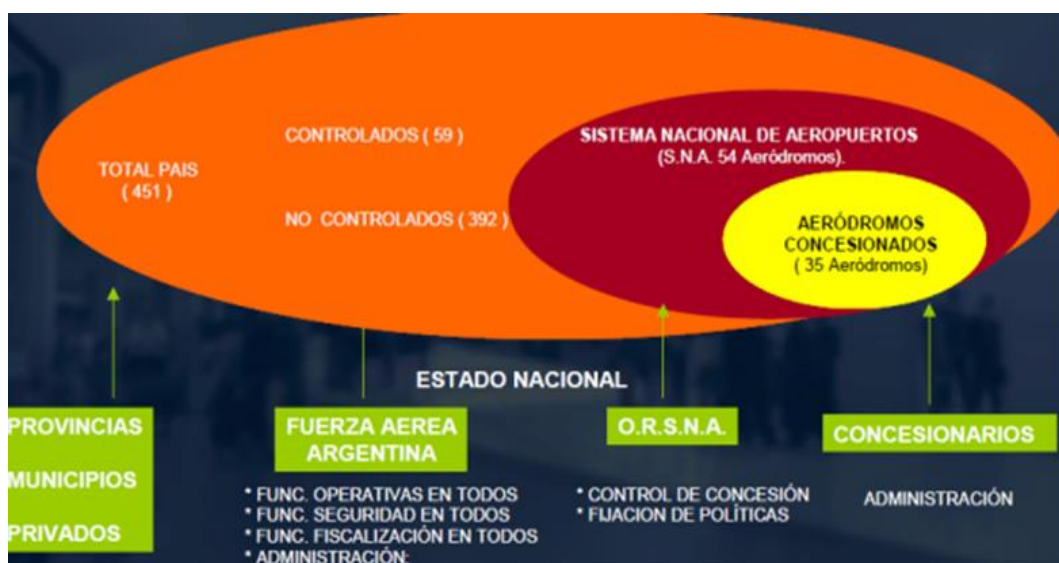 TOTAL PAIS
( 451 )
CONTROLADOS ( 59 )
NO CONTROLADOS ( 392 )
SISTEMA NACIONAL DE AEROPUERTOS
(S.N.A. 54 Aeródromos).
AERÓDROMOS
CONCESIONADOS
( 35 Aeródromos)
ESTADO NACIONAL
PROVINCIAS
MUNICIPIOS
PRIVADOS
FUERZA AEREA
ARGENTINA
* FUNC. OPERATIVAS EN TODOS
* FUNC. SEGURIDAD EN TODOS
* FUNC. FISCALIZACIÓN EN TODOS
* ADMINISTRACIÓN:
O.R.S.N.A.
* CONTROL DE CONCESIÓN
* FIJACION DE POLÍTICAS
CONCESIONARIOS
ADMINISTRACIÓN